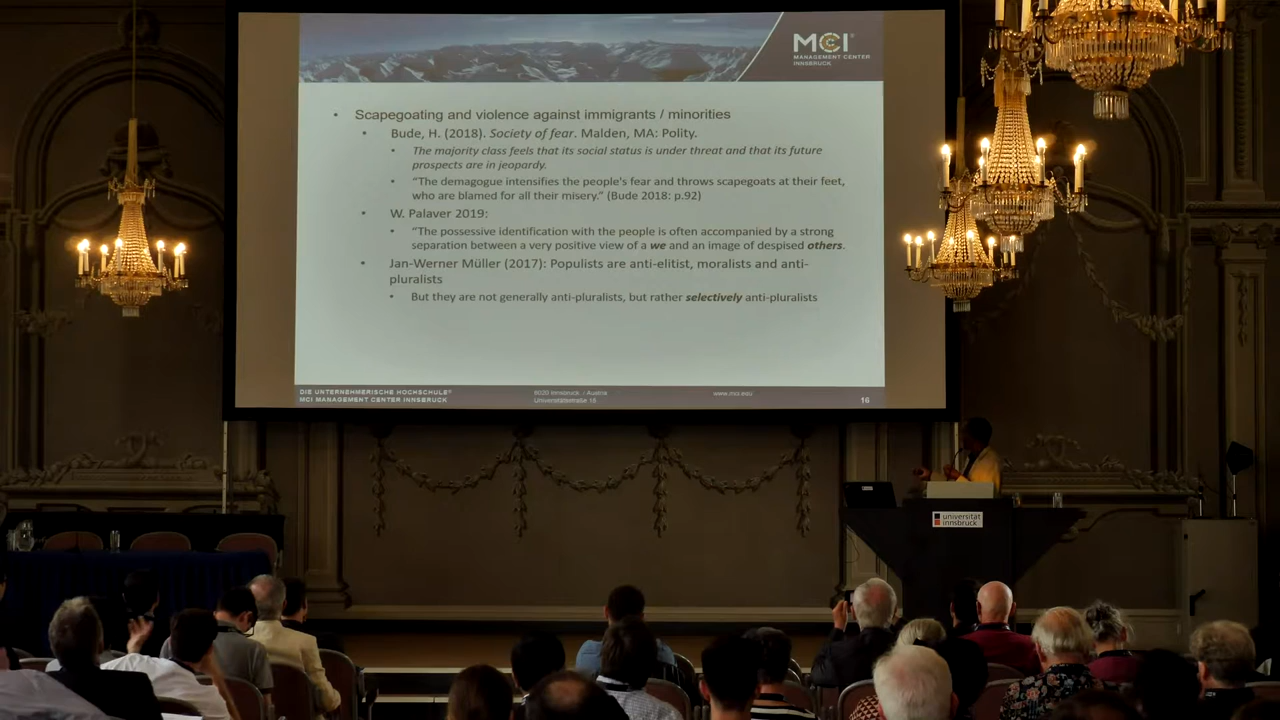 MCI®
MANAGEMENT CENTER
INNSBRUCK
Scapegoating and violence against immigrants / minorities
Bude, H. (2018). Society of fear. Malden, MA: Polity.
The majority class feels that its social status is under threat and that its future
prospects are in jeopardy.
“The demagogue intensifies the people's fear and throws scapegoats at their feet,
who are blamed for all their misery.” (Bude 2018: p.92)
W. Palaver 2019:
“The possessive identification with the people is often accompanied by a strong
separation between a very positive view of a we and an image of despised others.
Jan-Werner Müller (2017): Populists are anti-elitist, moralists and anti-
pluralists
But they are not generally anti-pluralists, but rather selectively anti-pluralists
DIE UNTERNEHMERISCHE HOCHSCHULE®
MCI MANAGEMENT CENTER INNSBRUCK
6020 Innsbruck / Austria
Universitätsstraße 15
www.mci.edu
16
universität
innsbruck